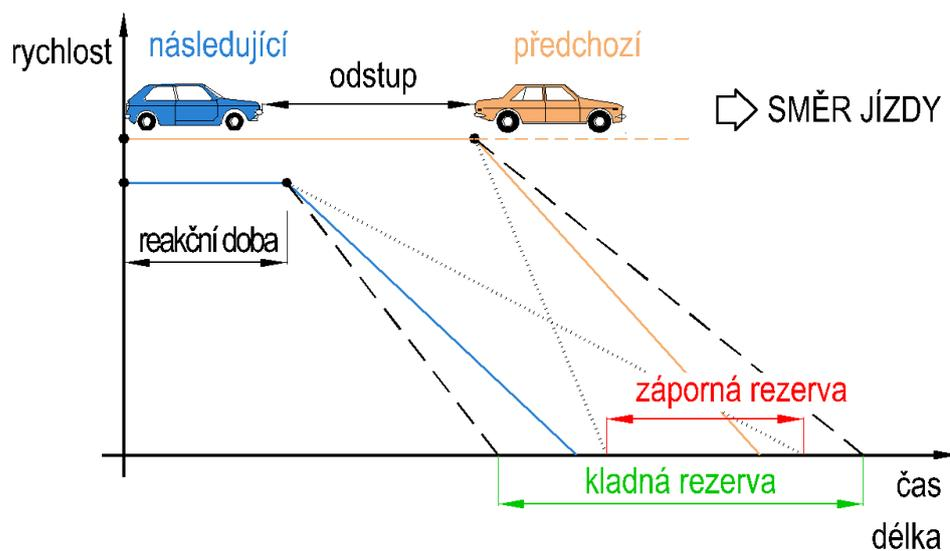 rychlost
následující
předchozí
odstup
SMĚR JÍZDY
reakční doba
záporná rezerva
kladná rezerva
čas
délka